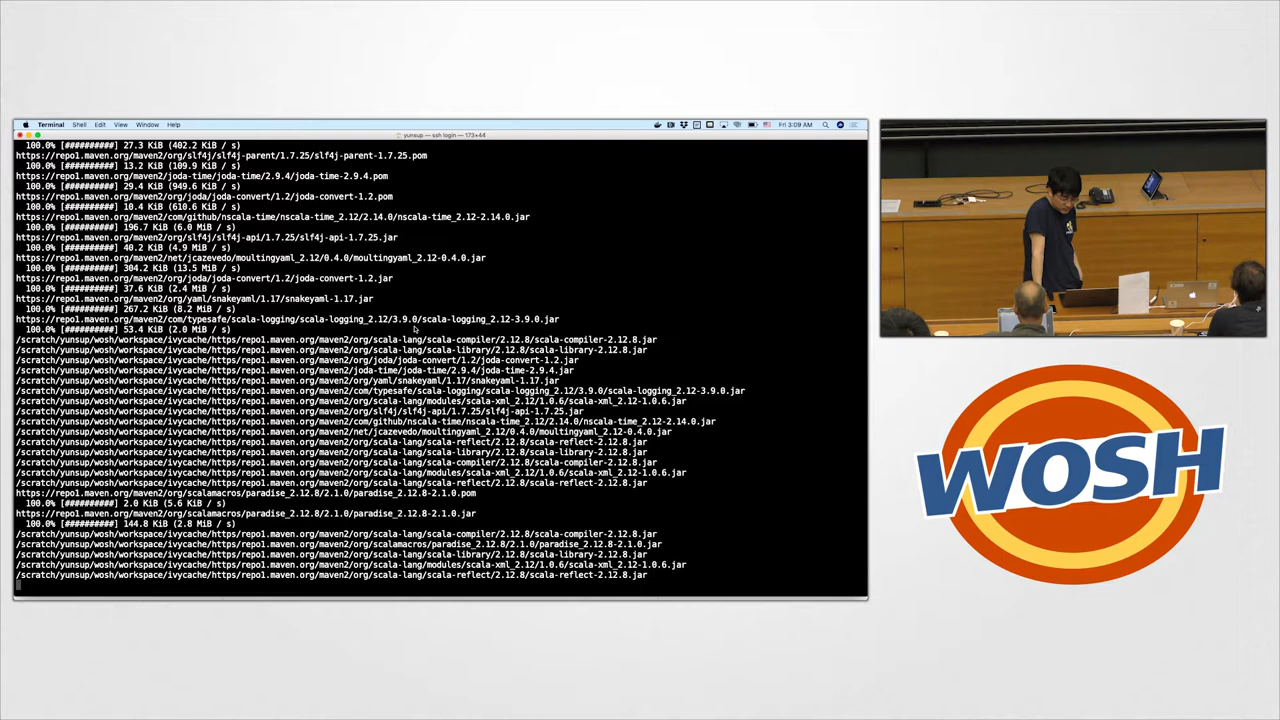 Terminal Shell Edit View Window Help Fri 3:09 AM
yunsup — ssh login — 173×44
100.0% [##########] 27.3 KiB (402.2 KiB / s)
https://repo1.maven.org/maven2/org/slf4j/slf4j-parent/1.7.25/slf4j-parent-1.7.25.pom
100.0% [##########] 13.2 KiB (109.9 KiB / s)
https://repo1.maven.org/maven2/joda-time/joda-time/2.9.4/joda-time-2.9.4.pom
100.0% [##########] 29.4 KiB (949.6 KiB / s)
https://repo1.maven.org/maven2/org/joda/joda-convert/1.2/joda-convert-1.2.pom
100.0% [##########] 10.4 KiB (610.6 KiB / s)
https://repo1.maven.org/maven2/com/github/nscala-time/nscala-time_2.12/2.14.0/nscala-time_2.12-2.14.0.jar
100.0% [##########] 196.7 KiB (6.0 MiB / s)
https://repo1.maven.org/maven2/org/slf4j/slf4j-api/1.7.25/slf4j-api-1.7.25.jar
100.0% [##########] 40.2 KiB (4.9 MiB / s)
https://repo1.maven.org/maven2/net/jcazevedo/moultingyaml_2.12/0.4.0/moultingyaml_2.12-0.4.0.jar
100.0% [##########] 304.2 KiB (13.5 MiB / s)
https://repo1.maven.org/maven2/org/joda/joda-convert/1.2/joda-convert-1.2.jar
100.0% [##########] 37.6 KiB (2.4 MiB / s)
https://repo1.maven.org/maven2/org/yaml/snakeyaml/1.17/snakeyaml-1.17.jar
100.0% [##########] 267.2 KiB (8.2 MiB / s)
https://repo1.maven.org/maven2/com/typesafe/scala-logging/scala-logging_2.12/3.9.0/scala-logging_2.12-3.9.0.jar
100.0% [##########] 53.4 KiB (2.0 MiB / s)
/scratch/yunsup/wosh/workspace/ivycache/https/repo1.maven.org/maven2/org/scala-lang/scala-compiler/2.12.8/scala-compiler-2.12.8.jar
/scratch/yunsup/wosh/workspace/ivycache/https/repo1.maven.org/maven2/org/scala-lang/scala-library/2.12.8/scala-library-2.12.8.jar
/scratch/yunsup/wosh/workspace/ivycache/https/repo1.maven.org/maven2/org/joda/joda-convert/1.2/joda-convert-1.2.jar
/scratch/yunsup/wosh/workspace/ivycache/https/repo1.maven.org/maven2/joda-time/joda-time/2.9.4/joda-time-2.9.4.jar
/scratch/yunsup/wosh/workspace/ivycache/https/repo1.maven.org/maven2/org/yaml/snakeyaml/1.17/snakeyaml-1.17.jar
/scratch/yunsup/wosh/workspace/ivycache/https/repo1.maven.org/maven2/com/typesafe/scala-logging/scala-logging_2.12/3.9.0/scala-logging_2.12-3.9.0.jar
/scratch/yunsup/wosh/workspace/ivycache/https/repo1.maven.org/maven2/org/scala-lang/modules/scala-xml_2.12/1.0.6/scala-xml_2.12-1.0.6.jar
/scratch/yunsup/wosh/workspace/ivycache/https/repo1.maven.org/maven2/org/slf4j/slf4j-api/1.7.25/slf4j-api-1.7.25.jar
/scratch/yunsup/wosh/workspace/ivycache/https/repo1.maven.org/maven2/com/github/nscala-time/nscala-time_2.12/2.14.0/nscala-time_2.12-2.14.0.jar
/scratch/yunsup/wosh/workspace/ivycache/https/repo1.maven.org/maven2/net/jcazevedo/moultingyaml_2.12/0.4.0/moultingyaml_2.12-0.4.0.jar
/scratch/yunsup/wosh/workspace/ivycache/https/repo1.maven.org/maven2/org/scala-lang/scala-reflect/2.12.8/scala-reflect-2.12.8.jar
/scratch/yunsup/wosh/workspace/ivycache/https/repo1.maven.org/maven2/org/scala-lang/scala-library/2.12.8/scala-library-2.12.8.jar
/scratch/yunsup/wosh/workspace/ivycache/https/repo1.maven.org/maven2/org/scala-lang/scala-compiler/2.12.8/scala-compiler-2.12.8.jar
/scratch/yunsup/wosh/workspace/ivycache/https/repo1.maven.org/maven2/org/scala-lang/modules/scala-xml_2.12/1.0.6/scala-xml_2.12-1.0.6.jar
/scratch/yunsup/wosh/workspace/ivycache/https/repo1.maven.org/maven2/org/scala-lang/scala-reflect/2.12.8/scala-reflect-2.12.8.jar
https://repo1.maven.org/maven2/org/scalamacros/paradise_2.12.8/2.1.0/paradise_2.12.8-2.1.0.pom
100.0% [##########] 2.0 KiB (5.6 KiB / s)
https://repo1.maven.org/maven2/org/scalamacros/paradise_2.12.8/2.1.0/paradise_2.12.8-2.1.0.jar
100.0% [##########] 144.8 KiB (2.8 MiB / s)
/scratch/yunsup/wosh/workspace/ivycache/https/repo1.maven.org/maven2/org/scala-lang/scala-compiler/2.12.8/scala-compiler-2.12.8.jar
/scratch/yunsup/wosh/workspace/ivycache/https/repo1.maven.org/maven2/org/scalamacros/paradise_2.12.8/2.1.0/paradise_2.12.8-2.1.0.jar
/scratch/yunsup/wosh/workspace/ivycache/https/repo1.maven.org/maven2/org/scala-lang/scala-library/2.12.8/scala-library-2.12.8.jar
/scratch/yunsup/wosh/workspace/ivycache/https/repo1.maven.org/maven2/org/scala-lang/modules/scala-xml_2.12/1.0.6/scala-xml_2.12-1.0.6.jar
/scratch/yunsup/wosh/workspace/ivycache/https/repo1.maven.org/maven2/org/scala-lang/scala-reflect/2.12.8/scala-reflect-2.12.8.jar
WOSH